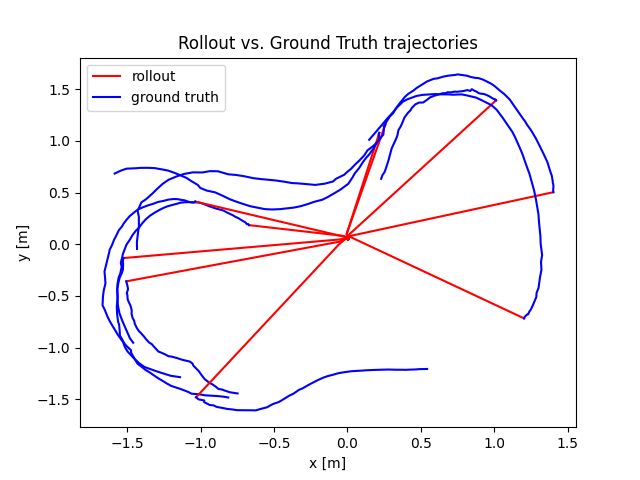 Rollout vs. Ground Truth trajectories
rollout
ground truth
1.5
1.0
0.5
0.0
−0.5
−1.0
−1.5
y [m]
−1.5 −1.0 −0.5 0.0 0.5 1.0 1.5
x [m]